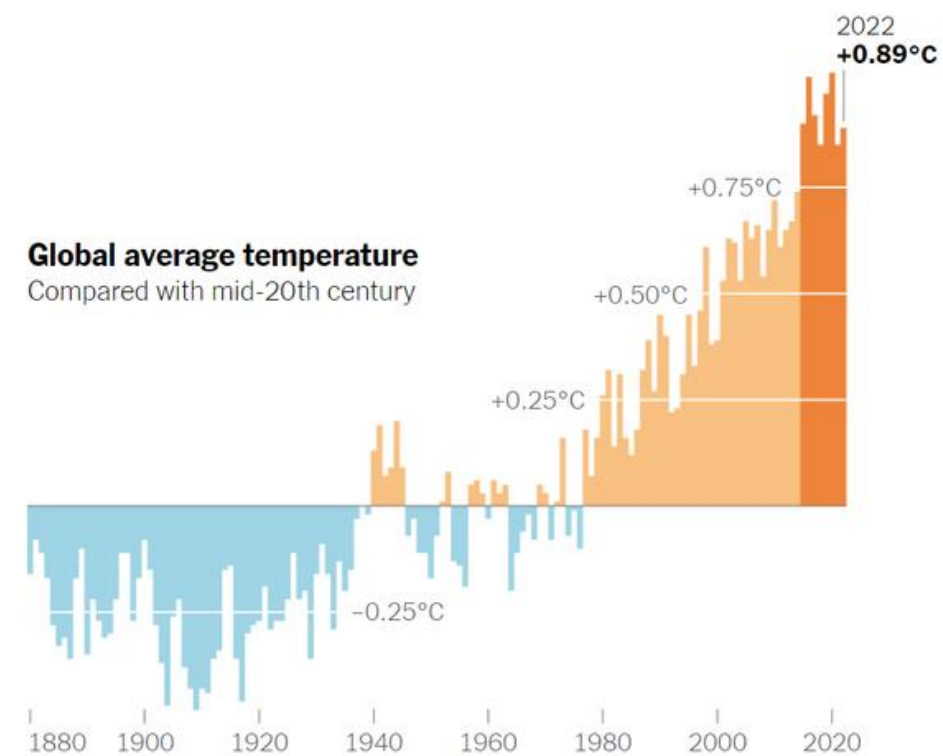 2022
+0.89°C
+0.75°C
Global average temperature
Compared with mid-20th century
+0.50°C
+0.25°C
−0.25°C
1880 1900 1920 1940 1960 1980 2000 2020